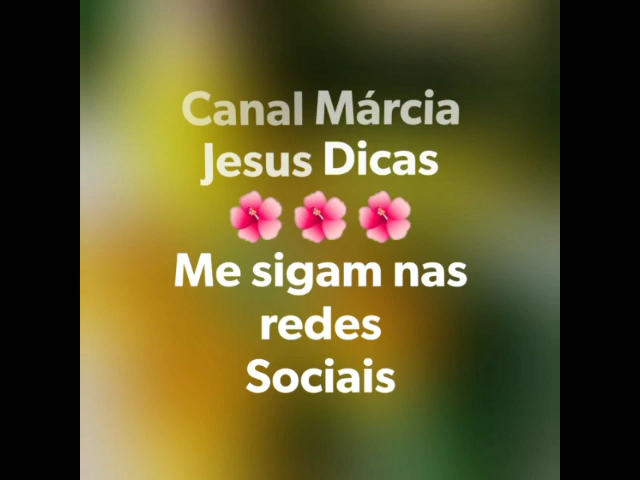 Canal Márcia
Jesus Dicas
🌺🌺🌺
Me sigam nas
redes
Sociais